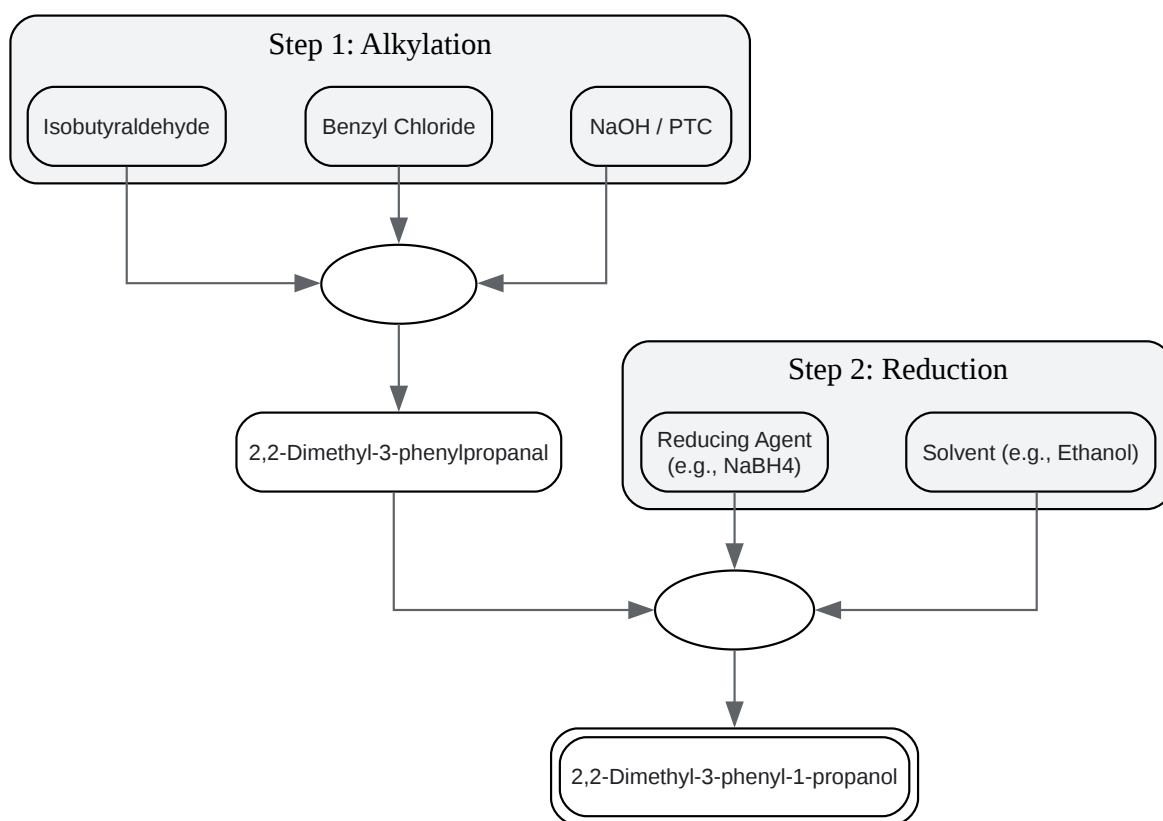 Step 1: Alkylation
Isobutyraldehyde
Benzyl Chloride
NaOH / PTC
2,2-Dimethyl-3-phenylpropanal
Step 2: Reduction
Reducing Agent
(e.g., NaBH4)
Solvent (e.g., Ethanol)
2,2-Dimethyl-3-phenyl-1-propanol